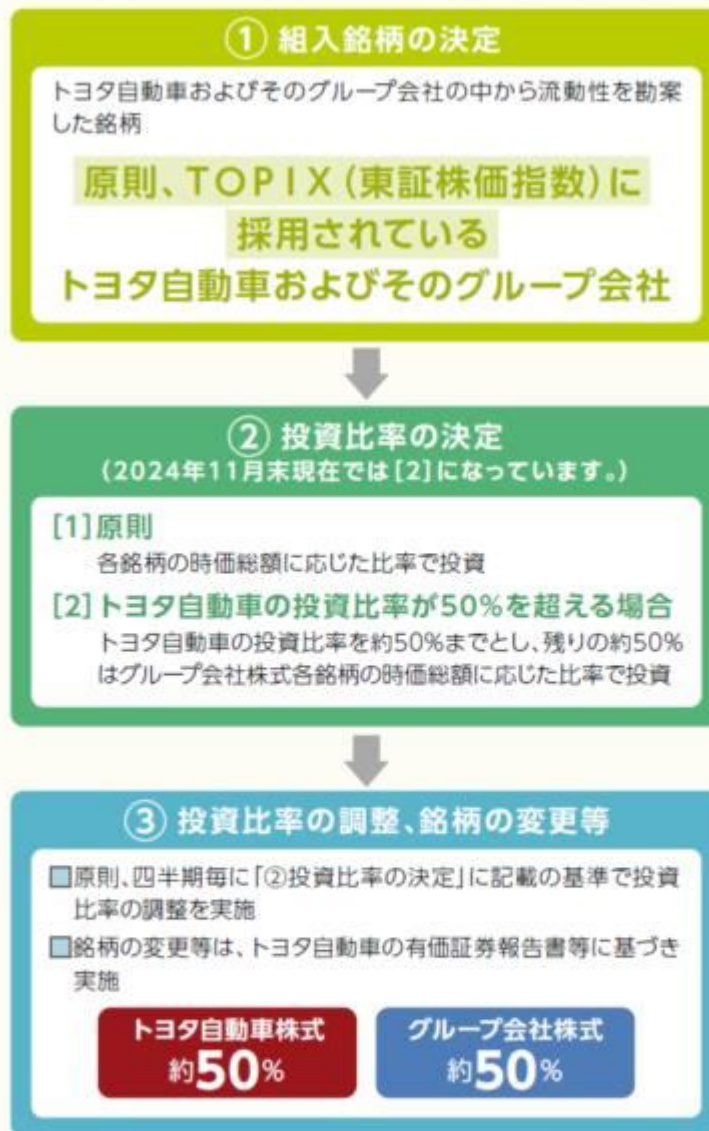 ① 組入銘柄の決定
トヨタ自動車およびそのグループ会社の中から流動性を勘案
した銘柄
原則、TOPIX(東証株価指数)に
採用されている
トヨタ自動車およびそのグループ会社
② 投資比率の決定
(2024年11月末現在では[2]になっています。)
[1]原則
各銘柄の時価総額に応じた比率で投資
[2]トヨタ自動車の投資比率が50%を超える場合
トヨタ自動車の投資比率を約50%までとし、残りの約50%
はグループ会社株式各銘柄の時価総額に応じた比率で投資
③ 投資比率の調整、銘柄の変更等
原則、四半期毎に「②投資比率の決定」に記載の基準で投資
比率の調整を実施
銘柄の変更等は、トヨタ自動車の有価証券報告書等に基づき
実施
トヨタ自動車株式
約50%
グループ会社株式
約50%